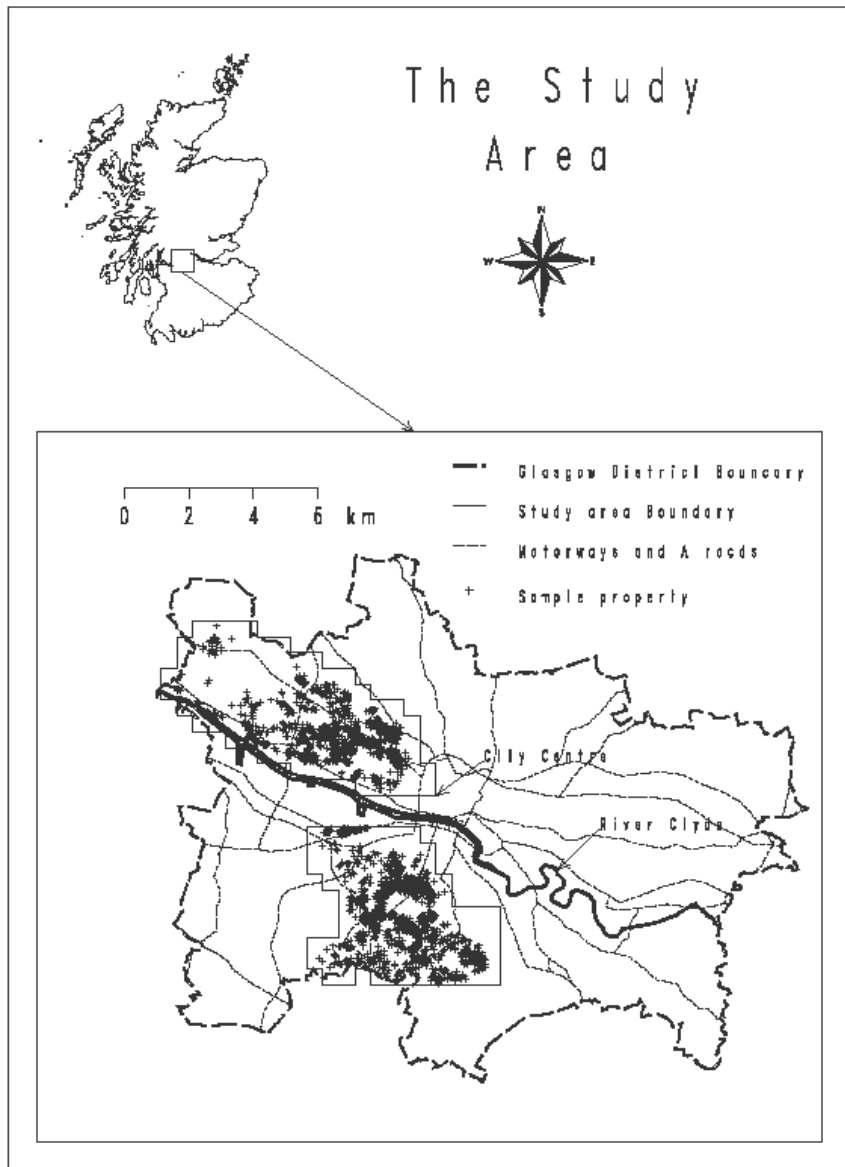 The Study
Area
N
W E
S
Glasgow District Boundary
0 2 4 6 km
Study area Boundary
Motorways and A roads
Sample property
City Centre
River Clyde